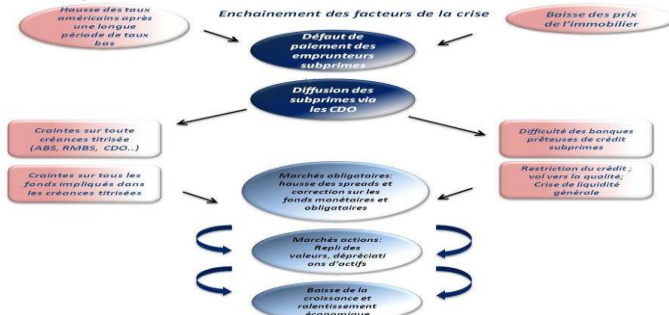 Enchainement des facteurs de la crise
Hausse des taux
américains après
une longue
période de taux
bas
Baisse des prix
de l'immobilier
Défaut de
paiement des
emprunteurs
subprimes
Diffusion des
subprimes via
les CDO
Craintes sur toute
créances titrisée
(ABS, RMBS, CDO..)
Difficulté des banques
prêteuses de crédit
subprimes
Craintes sur tous les
fonds impliqués dans
les créances titrisées
Marchés obligataires:
hausse des spreads et
correction sur les
fonds monétaires et
obligataires
Restriction du crédit ;
vol vers la qualité;
Crise de liquidité
générale
Marchés actions:
Repli des
valeurs, dépréciati
ons d'actifs
Baisse de la
croissance et
ralentissement
économique